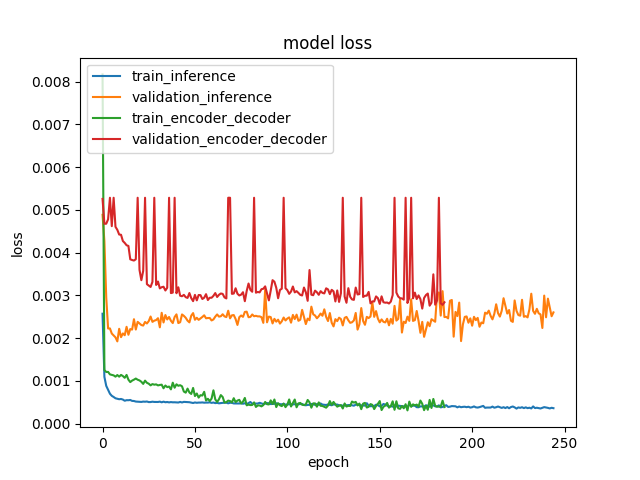 model loss
train_inference
validation_inference
train_encoder_decoder
validation_encoder_decoder
0.008
0.007
0.006
0.005
0.004
0.003
0.002
0.001
0.000
loss
0 50 100 150 200 250
epoch